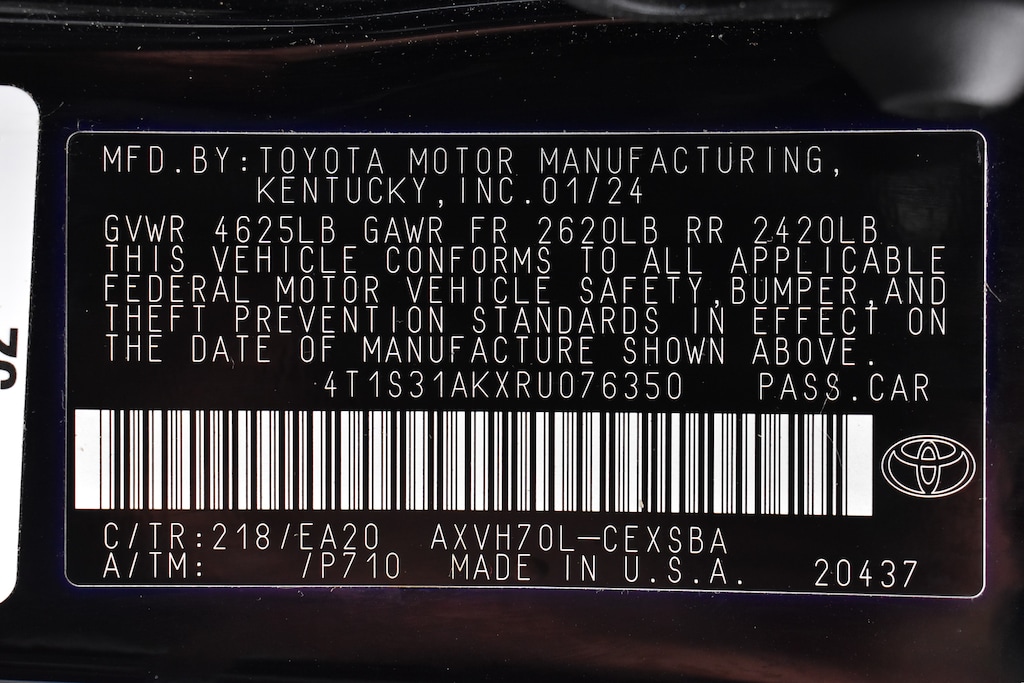 MFD.BY:TOYOTA MOTOR MANUFACTURING,
KENTUCKY,INC.01/24
GVWR 4625LB GAWR FR 2620LB RR 2420LB
THIS VEHICLE CONFORMS TO ALL APPLICABLE
FEDERAL MOTOR VEHICLE SAFETY,BUMPER,AND
THEFT PREVENTION STANDARDS IN EFFECT ON
THE DATE OF MANUFACTURE SHOWN ABOVE.
4T1S31AKXRU076350 PASS.CAR
C/TR:218/EA20 AXVH70L-CEXSBA
A/TM: /P710 MADE IN U.S.A. 20437